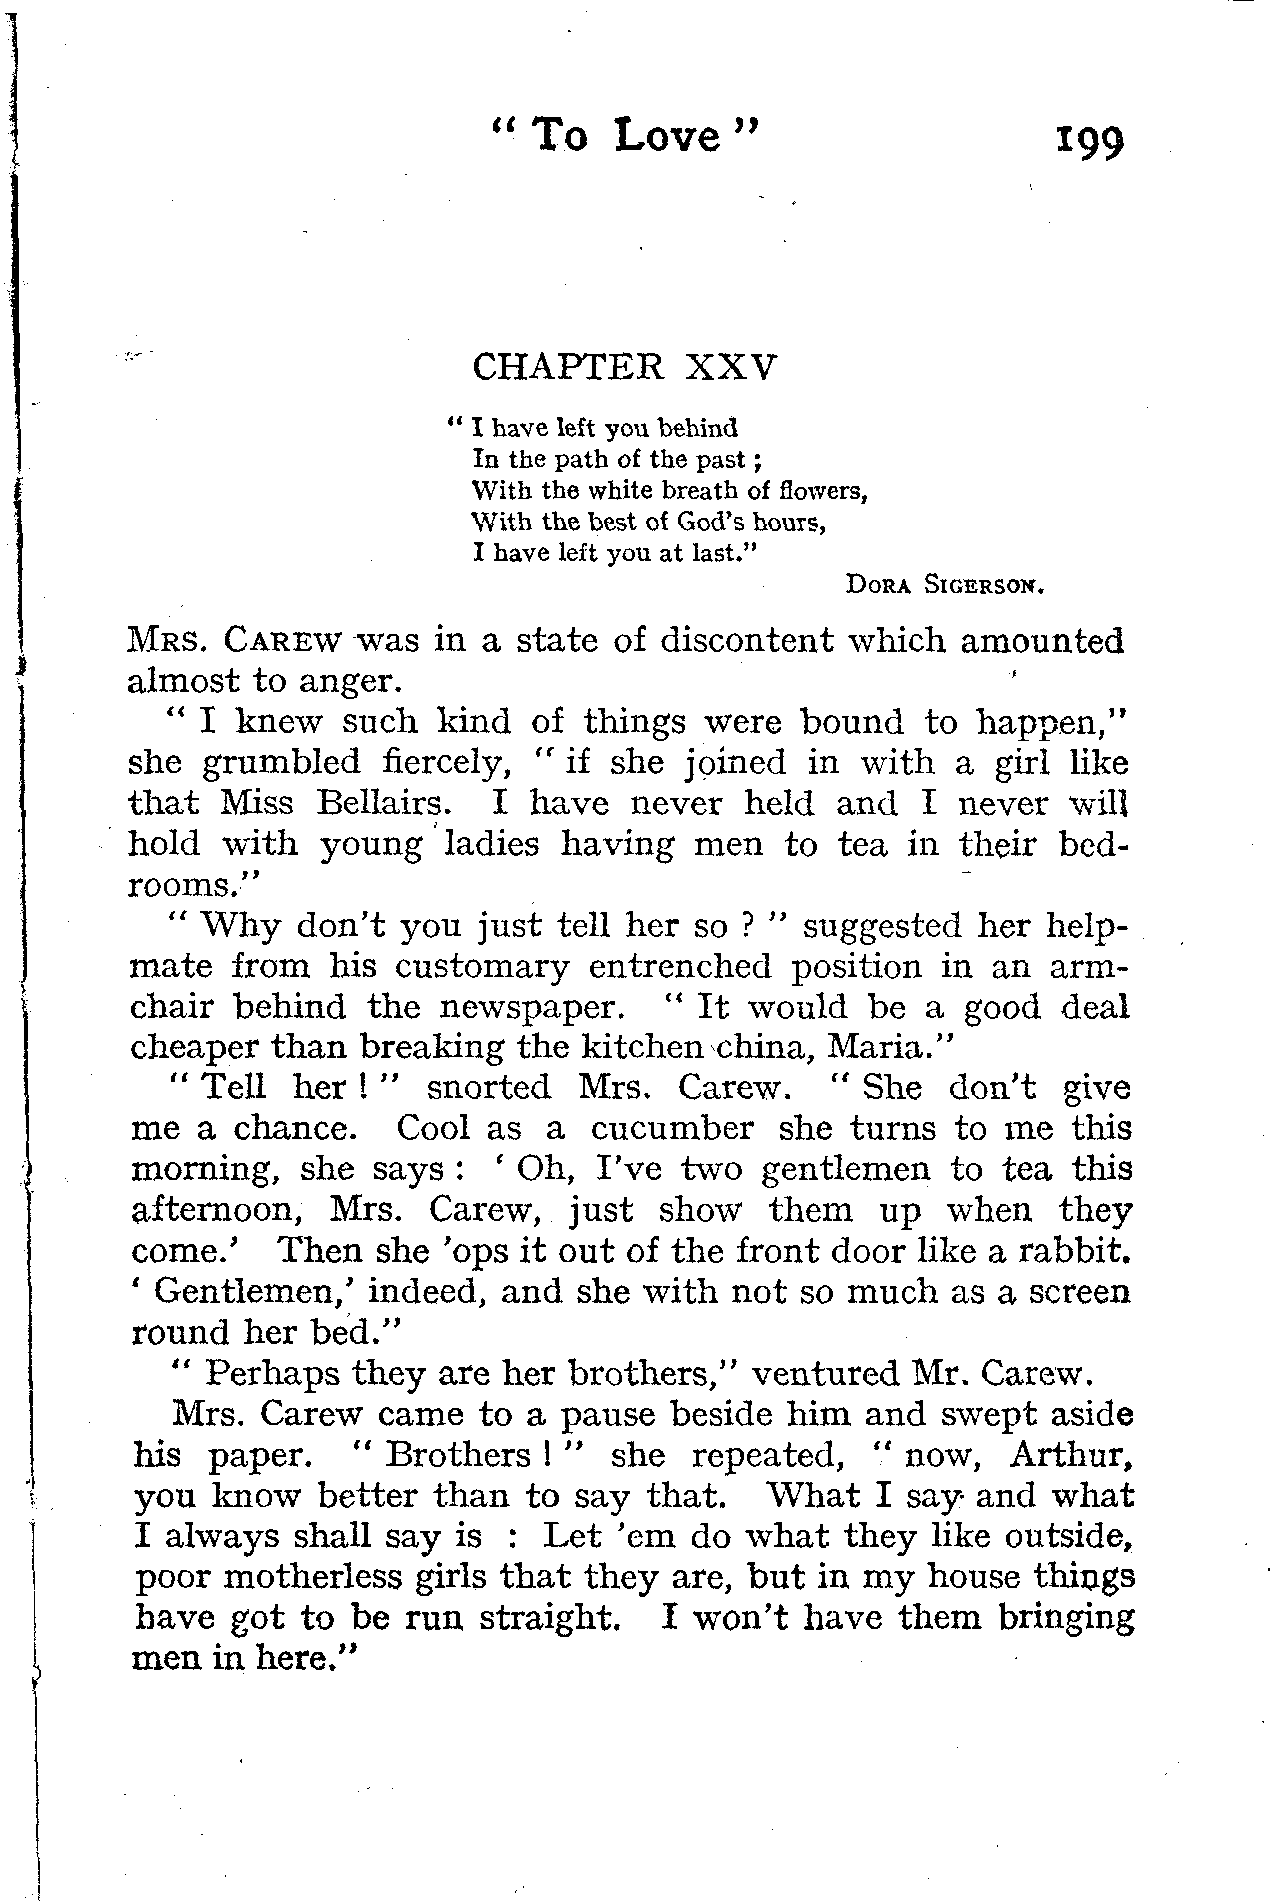 " To Love " 199
CHAPTER XXV
" I have left you behind
In the path of the past ;
With the white breath of flowers,
With the best of God's hours,
I have left you at last."
DORA SIGERSON.
MRS. CAREW was in a state of discontent which amounted
almost to anger.
" I knew such kind of things were bound to happen,"
she grumbled fiercely, " if she joined in with a girl like
that Miss Bellairs. I have never held and I never will
hold with young ladies having men to tea in their bed-
rooms."
" Why don't you just tell her so ? " suggested her help-
mate from his customary entrenched position in an arm-
chair behind the newspaper. " It would be a good deal
cheaper than breaking the kitchen china, Maria."
" Tell her ! " snorted Mrs. Carew. " She don't give
me a chance. Cool as a cucumber she turns to me this
morning, she says : ' Oh, I've two gentlemen to tea this
afternoon, Mrs. Carew, just show them up when they
come.' Then she 'ops it out of the front door like a rabbit.
' Gentlemen,' indeed, and she with not so much as a screen
round her bed."
" Perhaps they are her brothers," ventured Mr. Carew.
Mrs. Carew came to a pause beside him and swept aside
his paper. " Brothers ! " she repeated, " now, Arthur,
you know better than to say that. What I say and what
I always shall say is : Let 'em do what they like outside,
poor motherless girls that they are, but in my house things
have got to be run straight. I won't have them bringing
men in here."